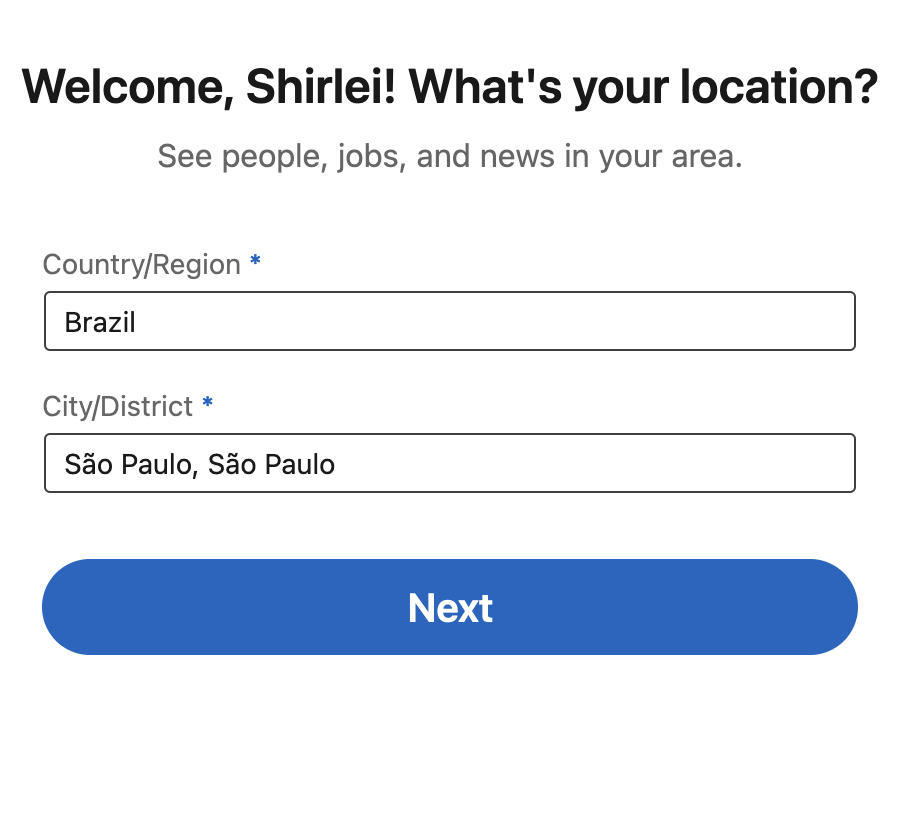 Welcome, Shirlei! What's your location?
See people, jobs, and news in your area.
Country/Region *
Brazil
City/District *
São Paulo, São Paulo
Next